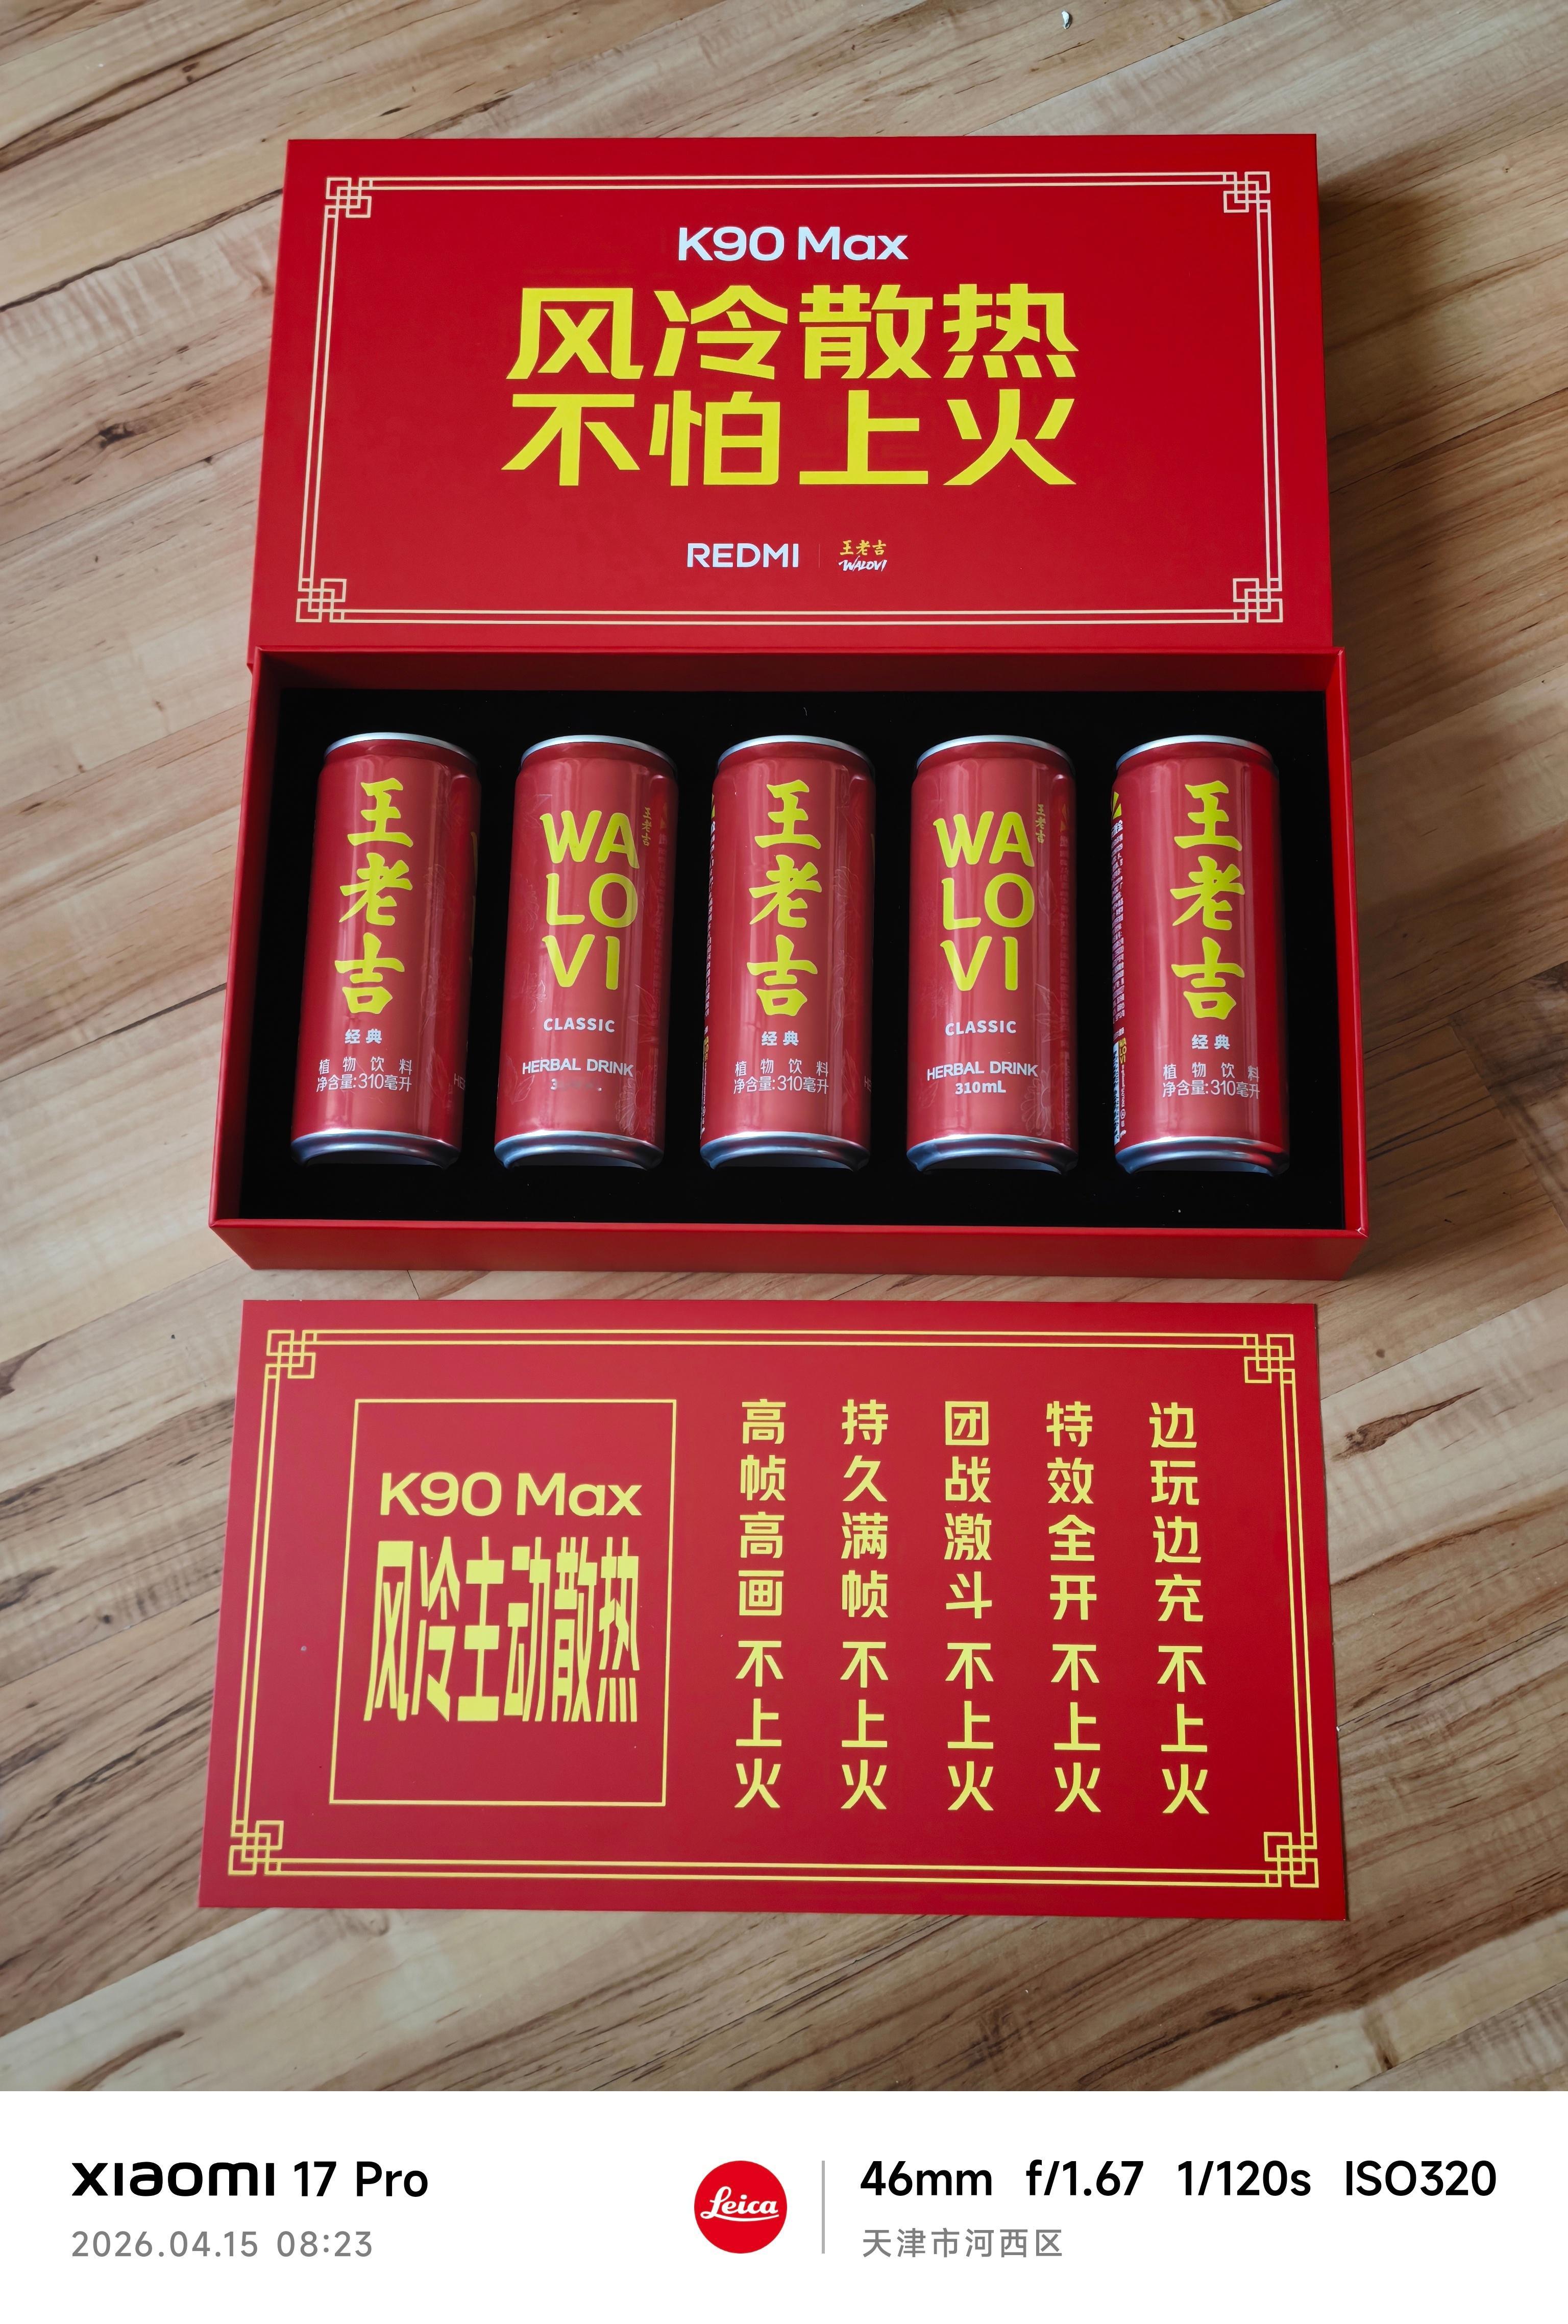 K90 Max
风冷散热
不怕上火
REDMI
王老吉
WALOVI
王老吉
经典
植物饮料
净含量:310毫升
WA
LO
VI
王老吉
CLASSIC
HERBAL DRINK
王老吉
经典
植物饮料
净含量:310毫升
WA
LO
VI
王老吉
CLASSIC
HERBAL DRINK
310mL
王老吉
经典
植物饮料
净含量:310毫升
K90 Max
风冷主动散热
高帧高画 不上火
持久满帧 不上火
团战激斗 不上火
特效全开 不上火
边玩边充 不上火
xiaomi 17 Pro
2026.04.15 08:23
Leica
46mm f/1.67 1/120s ISO320
天津市河西区